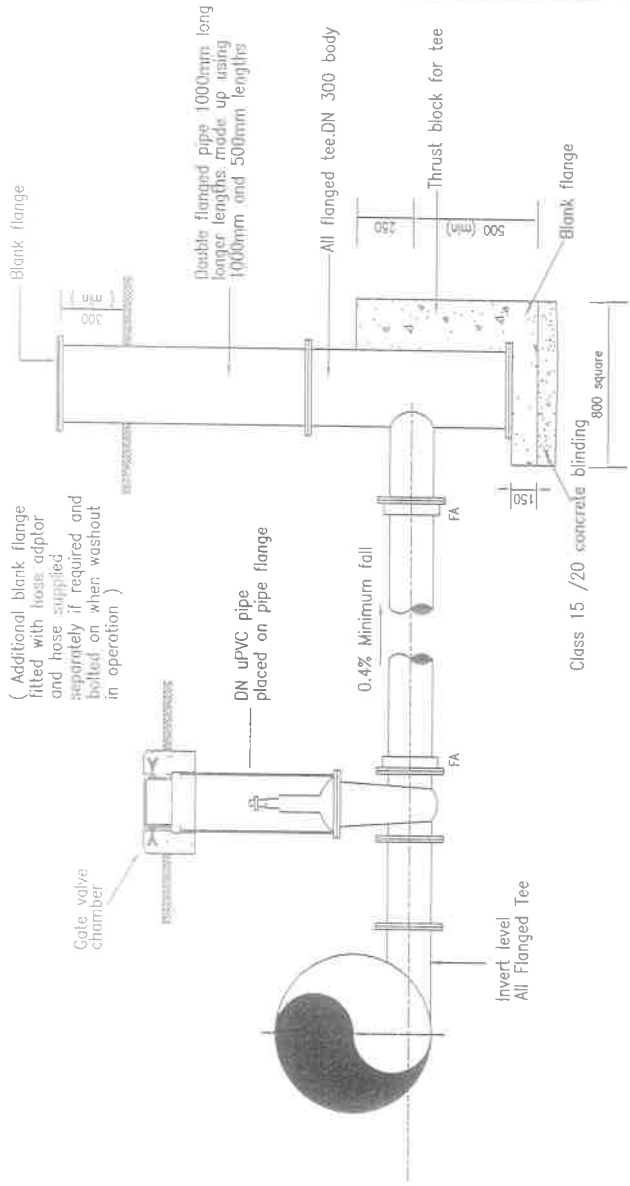 Blank flange
( Additional blank flange
fitted with hose adptor
and hose supplied
separately if required and
bolted on when washout
in operation )
300
min
Double flanged pipe 1000mm long
longer lengths made up using
1000mm and 500mm lengths
All flanged tee.DN 300 body
Thrust block for tee
250
500 (min)
Blank flange
800 square
150
Class 15 /20 concrete blinding
Gate valve
chamber
DN uPVC pipe
placed on pipe flange
0.4% Minimum fall
FA
FA
Invert level
All Flanged Tee